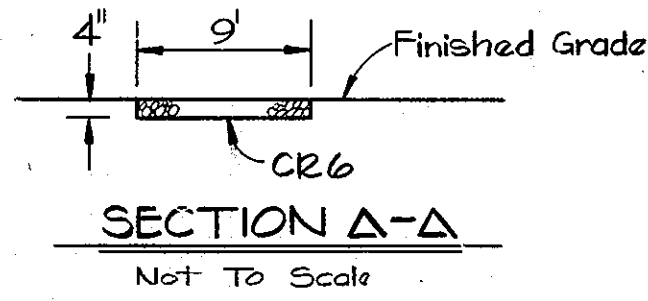 4" 9' Finished Grade
CR6
SECTION A-A
Not To Scale